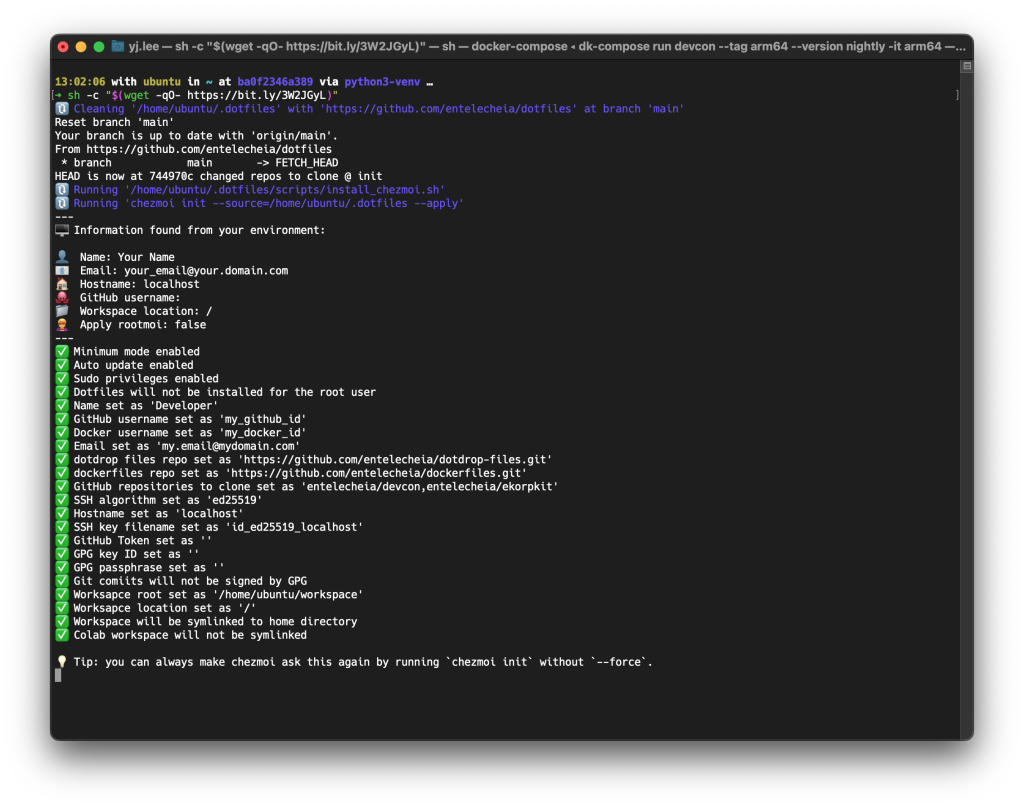 yj.lee — sh -c "$(wget -qO- https://bit.ly/3W2JGyL)" — sh — docker-compose ◂ dk-compose run devcon --tag arm64 --version nightly -it arm64 —...
13:02:06 with ubuntu in ~ at ba0f2346a389 via python3-venv …
[➜ sh -c "$(wget -qO- https://bit.ly/3W2JGyL)" ]
🔃 Cleaning '/home/ubuntu/.dotfiles' with 'https://github.com/entelecheia/dotfiles' at branch 'main'
Reset branch 'main'
Your branch is up to date with 'origin/main'.
From https://github.com/entelecheia/dotfiles
 * branch            main       -> FETCH_HEAD
HEAD is now at 744970c changed repos to clone @ init
🔃 Running '/home/ubuntu/.dotfiles/scripts/install_chezmoi.sh'
🔃 Running 'chezmoi init --source=/home/ubuntu/.dotfiles --apply'
---
🖥️ Information found from your environment:
👤 Name: Your Name
📧 Email: your_email@your.domain.com
🏠 Hostname: localhost
🐙 GitHub username:
📁 Workspace location: /
👷 Apply rootmoi: false
---
✅ Minimum mode enabled
✅ Auto update enabled
✅ Sudo privileges enabled
✅ Dotfiles will not be installed for the root user
✅ Name set as 'Developer'
✅ GitHub username set as 'my_github_id'
✅ Docker username set as 'my_docker_id'
✅ Email set as 'my.email@mydomain.com'
✅ dotdrop files repo set as 'https://github.com/entelecheia/dotdrop-files.git'
✅ dockerfiles repo set as 'https://github.com/entelecheia/dockerfiles.git'
✅ GitHub repositories to clone set as 'entelecheia/devcon,entelecheia/ekorpkit'
✅ SSH algorithm set as 'ed25519'
✅ Hostname set as 'localhost'
✅ SSH key filename set as 'id_ed25519_localhost'
✅ GitHub Token set as ''
✅ GPG key ID set as ''
✅ GPG passphrase set as ''
✅ Git comiits will not be signed by GPG
✅ Worksapce root set as '/home/ubuntu/workspace'
✅ Worksapce location set as '/'
✅ Workspace will be symlinked to home directory
✅ Colab workspace will not be symlinked
💡 Tip: you can always make chezmoi ask this again by running `chezmoi init` without `--force`.